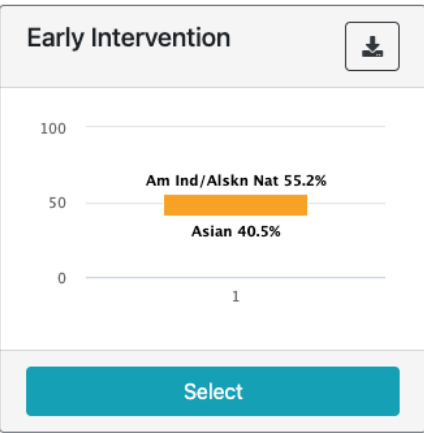 Early Intervention
100
Am Ind/Alskn Nat 55.2%
50
Asian 40.5%
0
1
Select